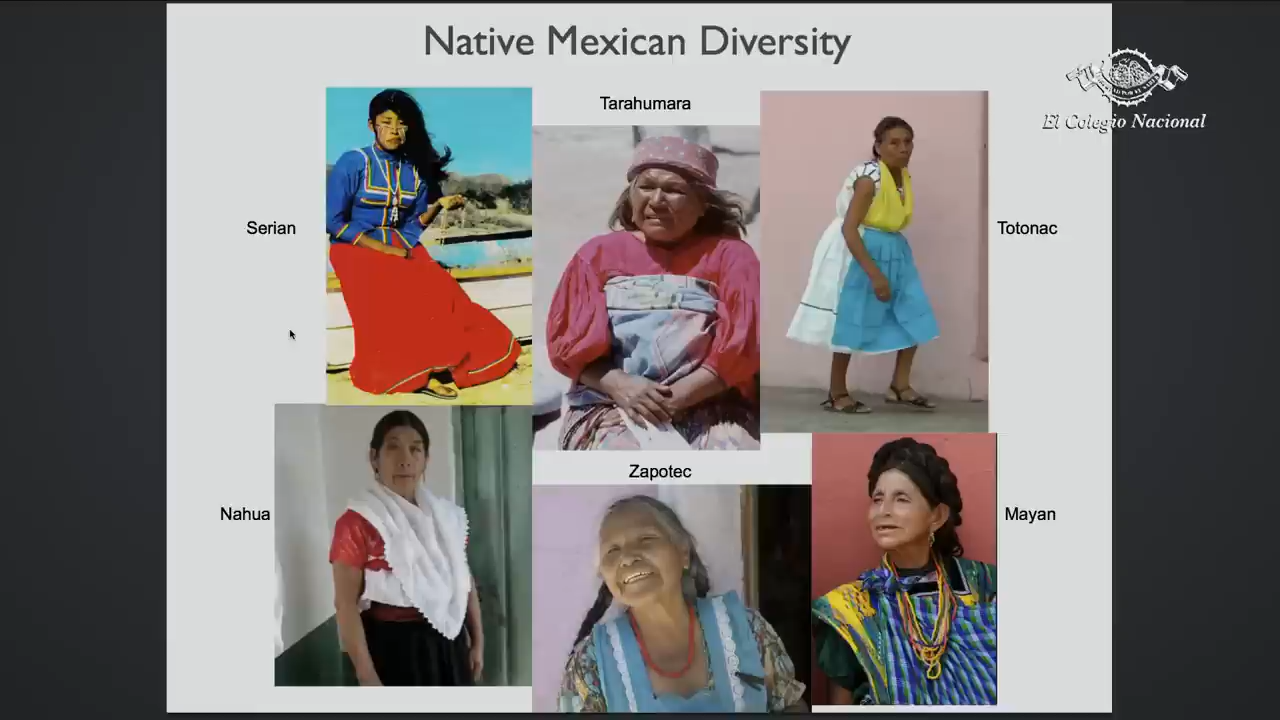 Native Mexican Diversity
El Colegio Nacional
Tarahumara
Serian
Totonac
Zapotec
Nahua
Mayan